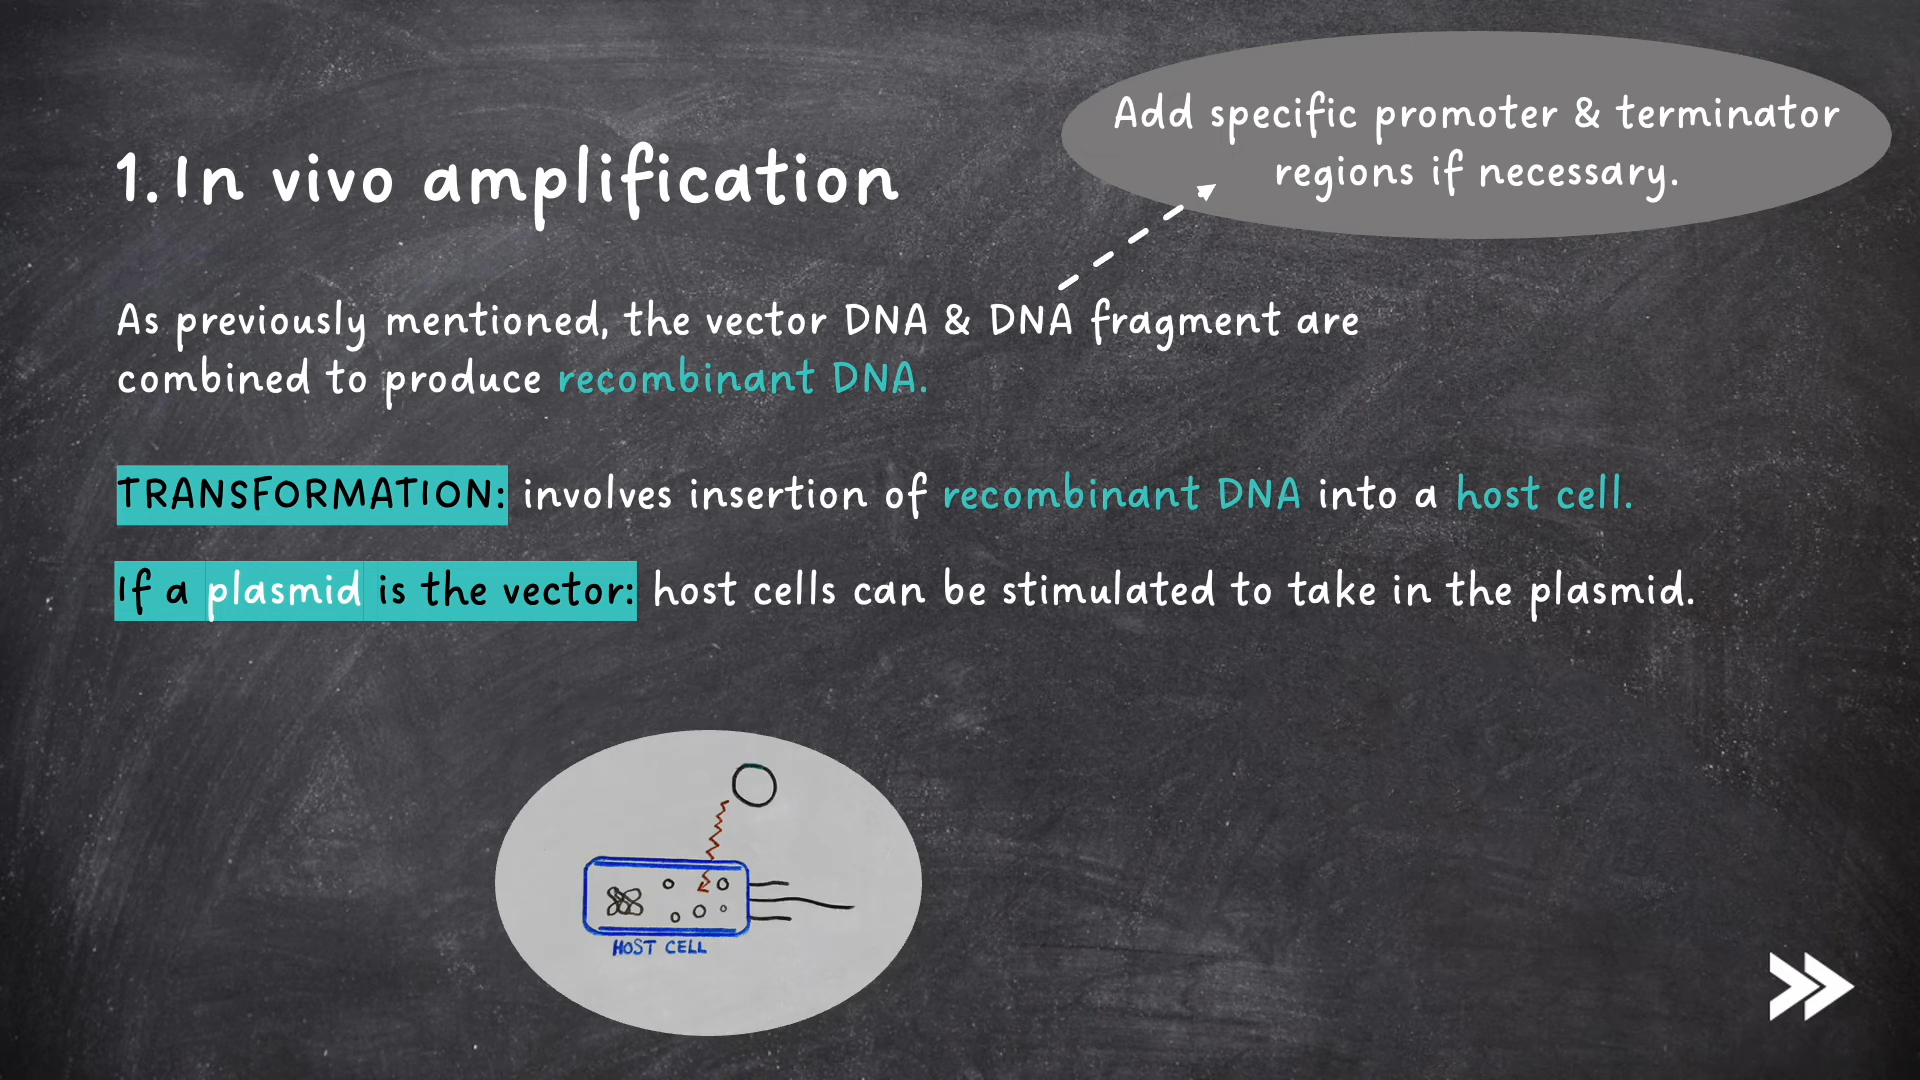 Add specific promoter & terminator
regions if necessary.
1. In vivo amplification
As previously mentioned, the vector DNA & DNA fragment are
combined to produce recombinant DNA.
TRANSFORMATION: involves insertion of recombinant DNA into a host cell.
If a plasmid is the vector: host cells can be stimulated to take in the plasmid.
HOST CELL